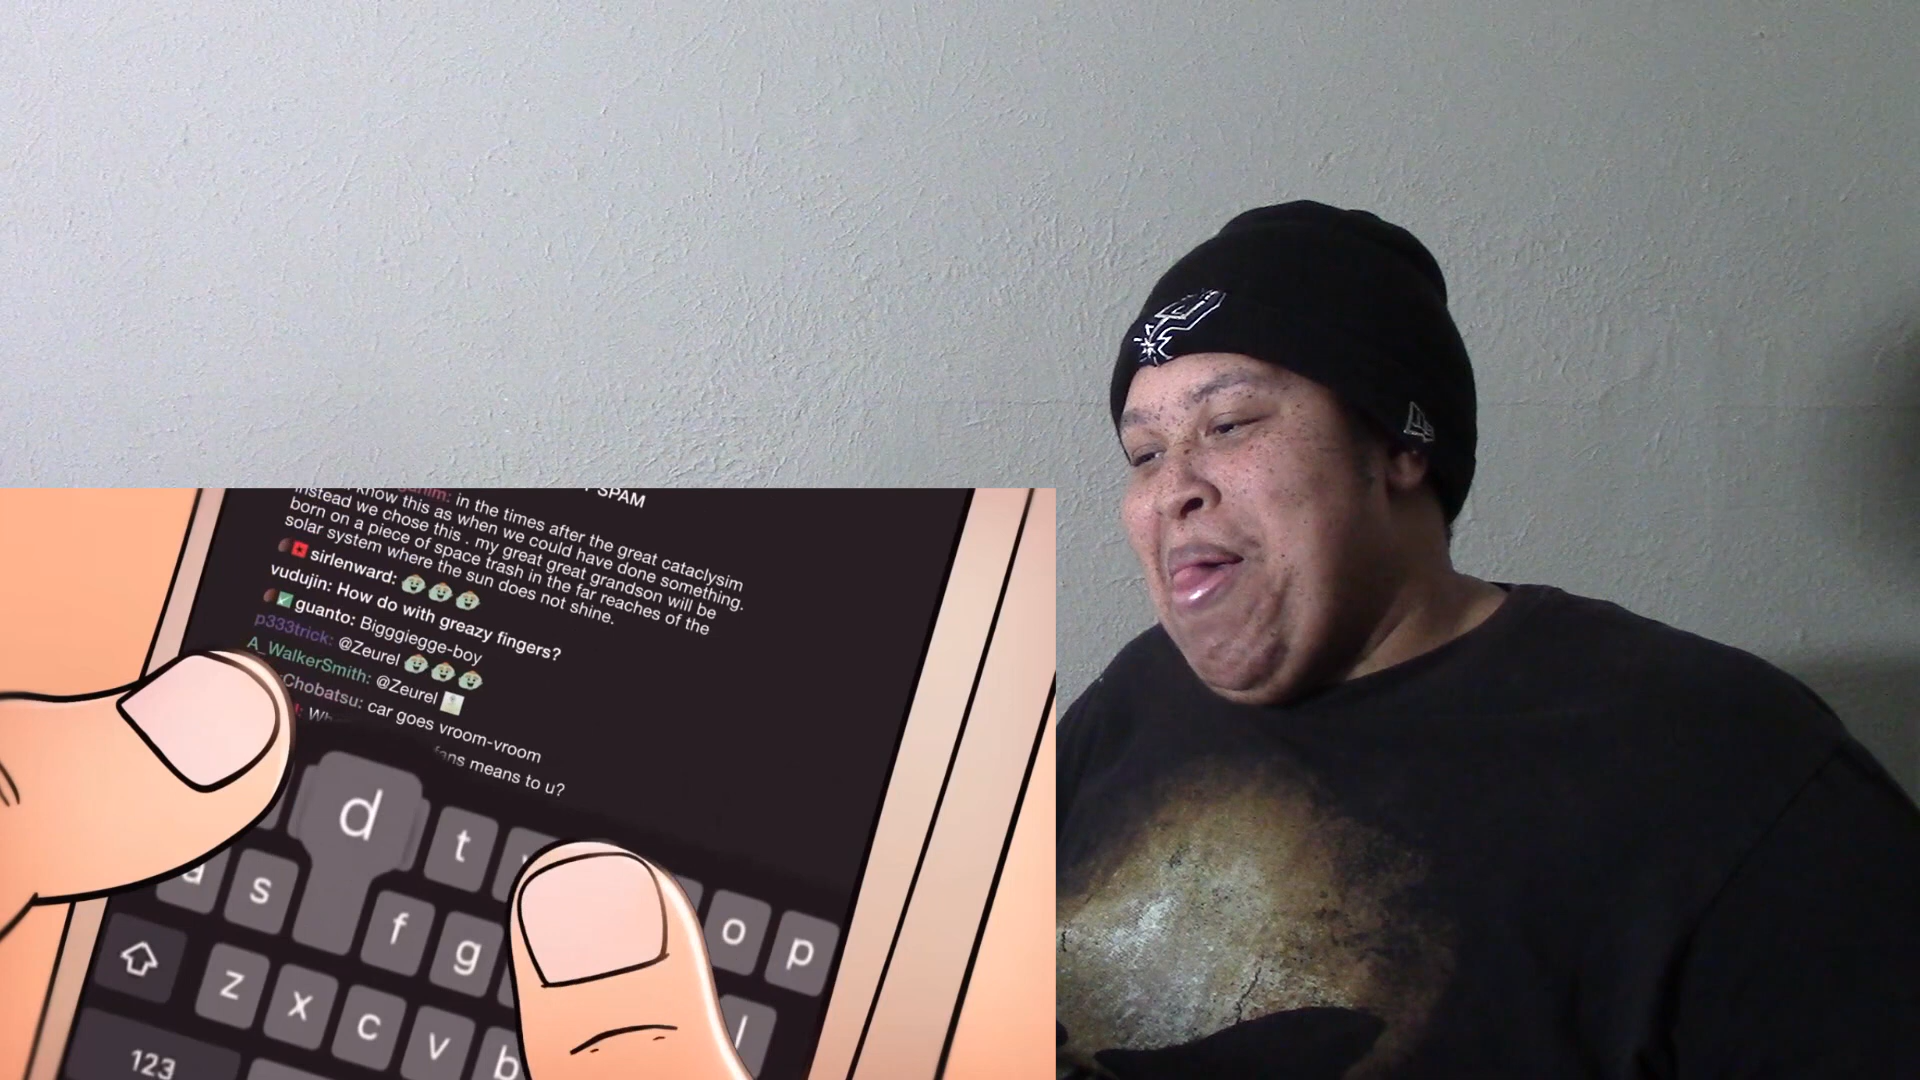 SPAM
in the times after the great cataclysim
know this as when we could have done something.
instead we chose this . my great great grandson will be
born on a piece of space trash in the far reaches of the
solar system where the sun does not shine.
sirlenward:
vudujin: How do with greazy fingers?
guanto: Bigggiegge-boy
p333trick: @Zeurel
A_WalkerSmith: @Zeurel
Chobatsu: car goes vroom-vroom
means to u?
d
t
o
p
a
s
f
g
l
z
x
c
v
b
123